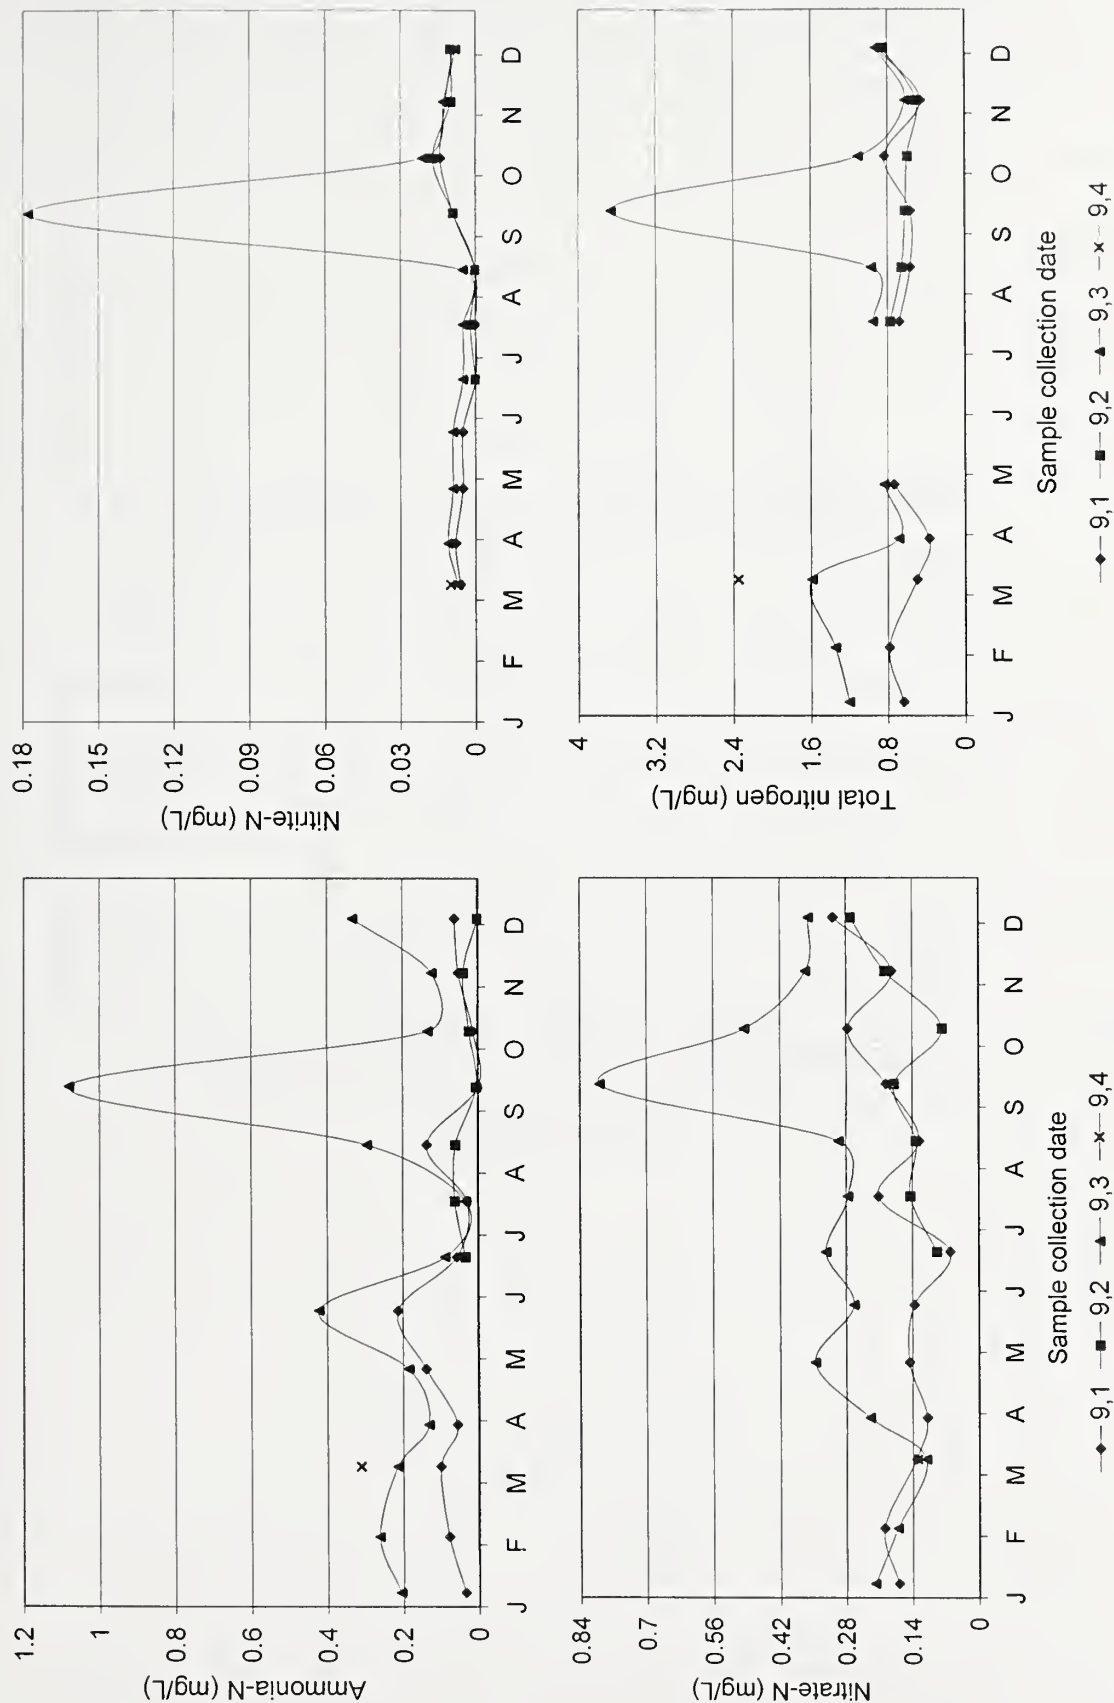 Ammonia-N (mg/L)
1.2
1
0.8
0.6
0.4
0.2
0
J F M A M J J A S O N D
Nitrite-N (mg/L)
0.18
0.15
0.12
0.09
0.06
0.03
0
J F M A M J J A S O N D
Nitrate-N (mg/L)
0.84
0.7
0.56
0.42
0.28
0.14
0
J F M A M J J A S O N D
Sample collection date
9,1 9,2 9,3 9,4
Total nitrogen (mg/L)
4
3.2
2.4
1.6
0.8
0
J F M A M J J A S O N D
Sample collection date
9,1 9,2 9,3 9,4